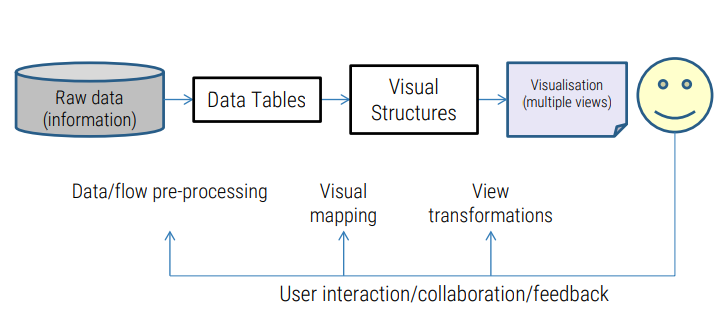 Raw data
(information)
Data Tables
Visual
Structures
Visualisation
(multiple views)
Data/flow pre-processing
Visual
mapping
View
transformations
User interaction/collaboration/feedback